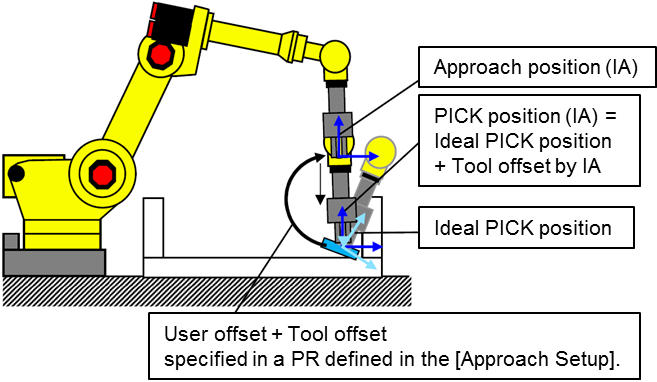 Approach position (IA)
PICK position (IA) =
Ideal PICK position
+ Tool offset by IA
Ideal PICK position
User offset + Tool offset
specified in a PR defined in the [Approach Setup].